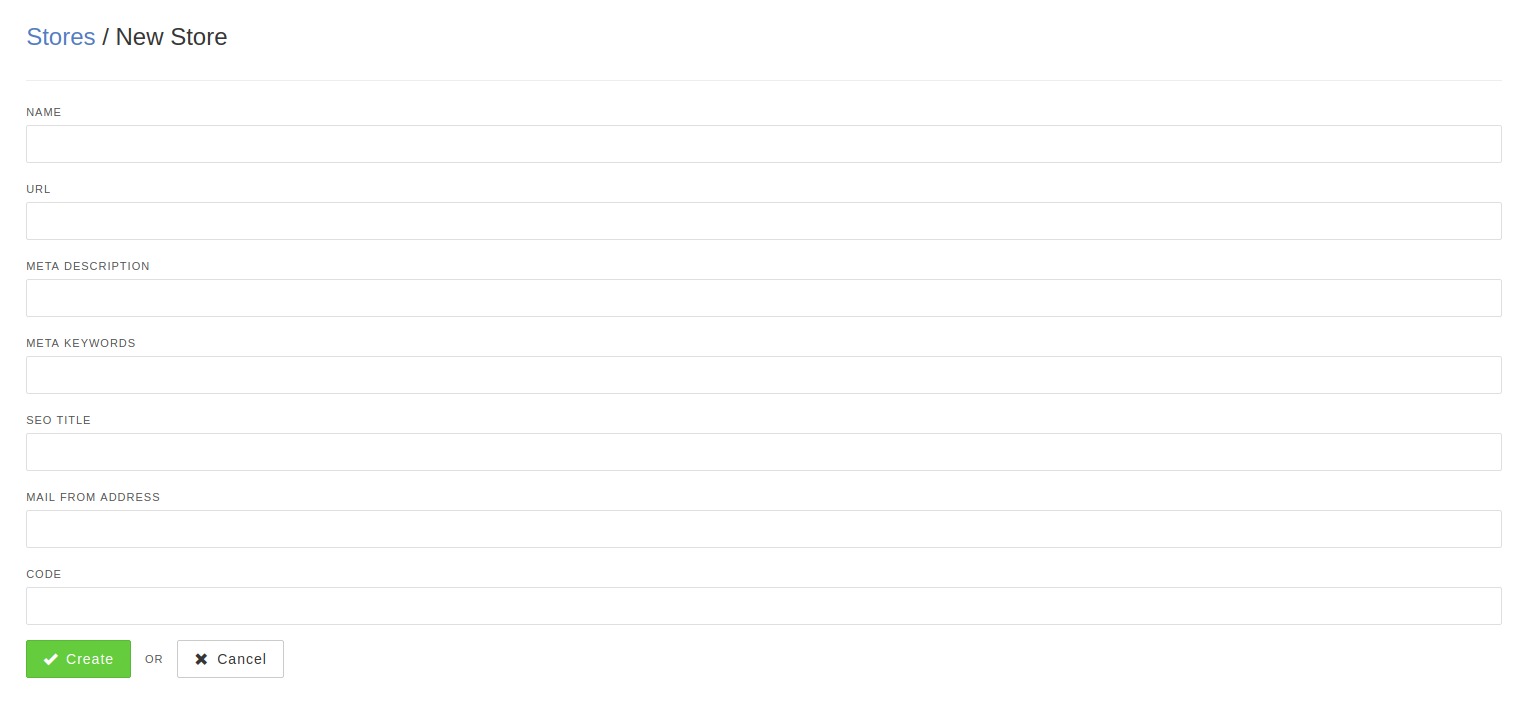 Stores / New Store
NAME
URL
META DESCRIPTION
META KEYWORDS
SEO TITLE
MAIL FROM ADDRESS
CODE
Create OR Cancel